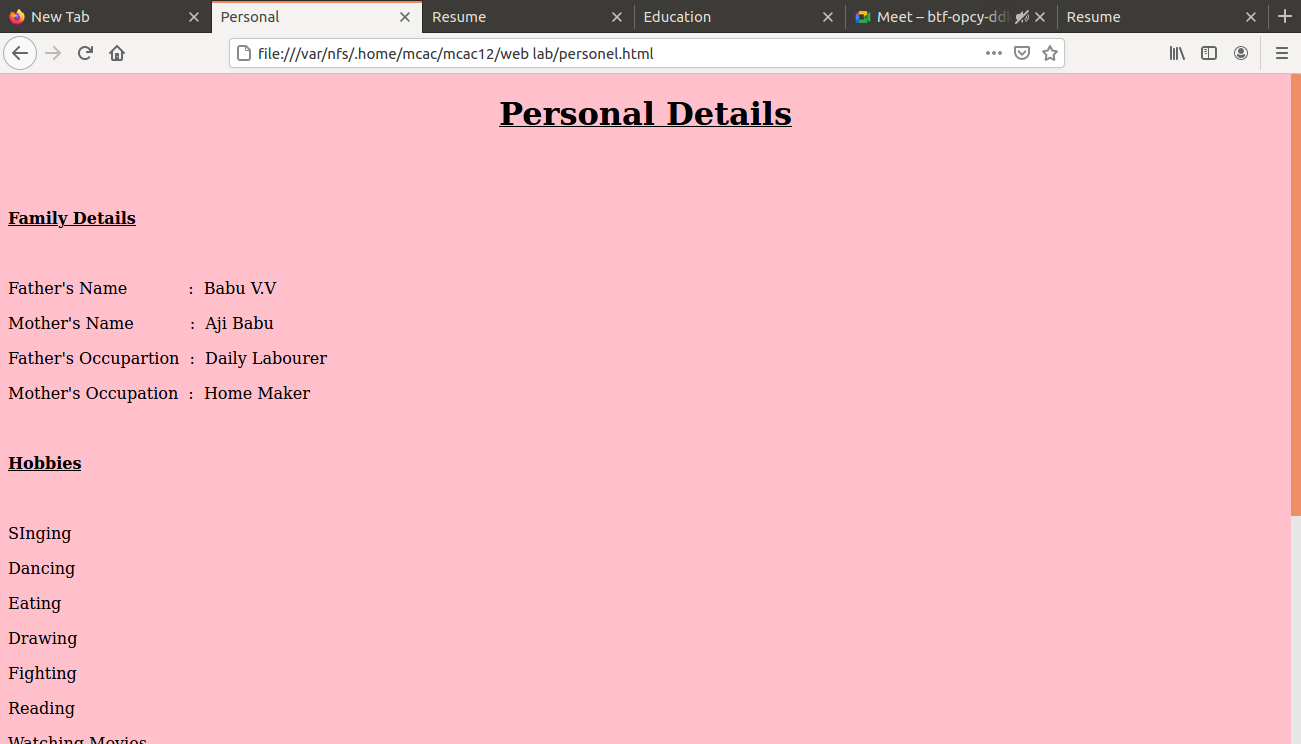 New Tab
Personal
Resume
Education
Meet – btf-opcy-dd
Resume
file:///var/nfs/.home/mcac/mcac12/web lab/personel.html
Personal Details
Family Details
Father's Name : Babu V.V
Mother's Name : Aji Babu
Father's Occupartion : Daily Labourer
Mother's Occupation : Home Maker
Hobbies
SInging
Dancing
Eating
Drawing
Fighting
Reading
Watching Movies